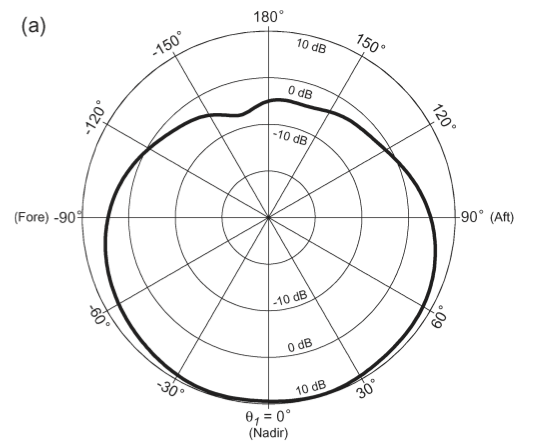 (a)
180°
-150°
10 dB
150°
0 dB
-120°
120°
-10 dB
(Fore) -90°
90° (Aft)
-10 dB
-60°
60°
0 dB
-30°
10 dB
30°
θ1 = 0°
(Nadir)